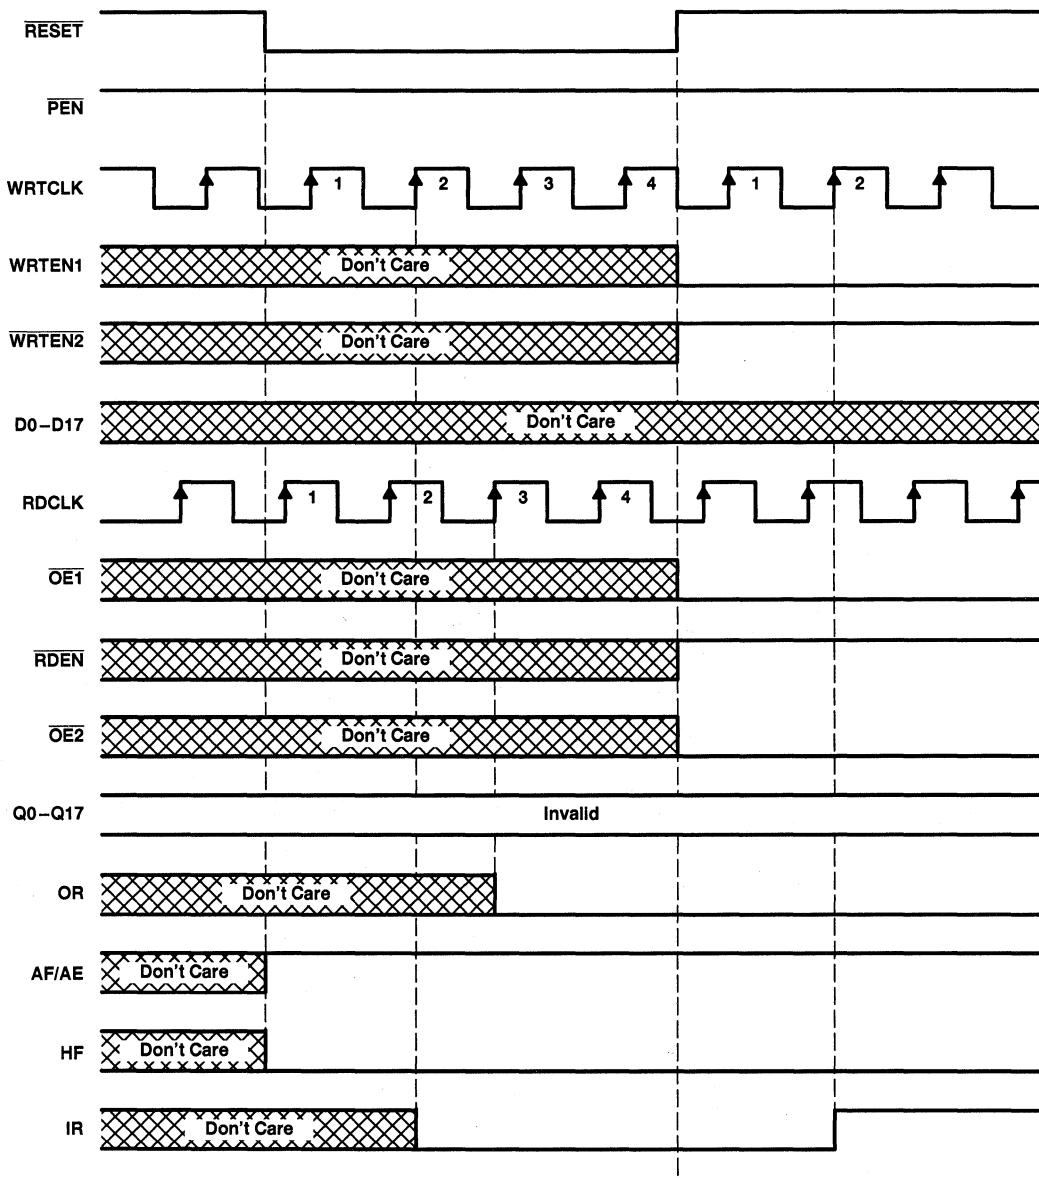 RESET
PEN
WRTCLK 1 2 3 4 1 2
WRTEN1 Don't Care
WRTEN2 Don't Care
D0–D17 Don't Care
RDCLK 1 2 3 4
OE1 Don't Care
RDEN Don't Care
OE2 Don't Care
Q0–Q17 Invalid
OR Don't Care
AF/AE Don't Care
HF Don't Care
IR Don't Care